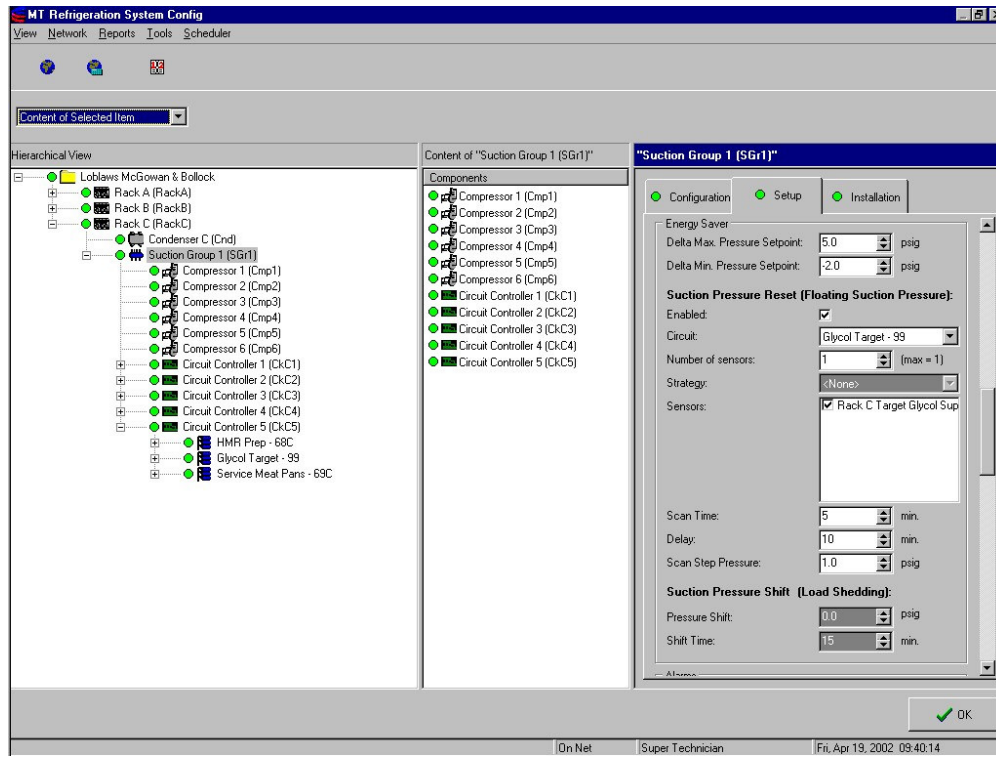 MT Refrigeration System Config
View Network Reports Tools Scheduler
Content of Selected Item
Hierarchical View
Loblaws McGowan & Bollock
Rack A (RackA)
Rack B (RackB)
Rack C (RackC)
Condenser C (Cnd)
Suction Group 1 (SGr1)
Compressor 1 (Cmp1)
Compressor 2 (Cmp2)
Compressor 3 (Cmp3)
Compressor 4 (Cmp4)
Compressor 5 (Cmp5)
Compressor 6 (Cmp6)
Circuit Controller 1 (CkC1)
Circuit Controller 2 (CkC2)
Circuit Controller 3 (CkC3)
Circuit Controller 4 (CkC4)
Circuit Controller 5 (CkC5)
HMR Prep - 68C
Glycol Target - 99
Service Meat Pans - 69C
Content of "Suction Group 1 (SGr1)"
Components
Compressor 1 (Cmp1)
Compressor 2 (Cmp2)
Compressor 3 (Cmp3)
Compressor 4 (Cmp4)
Compressor 5 (Cmp5)
Compressor 6 (Cmp6)
Circuit Controller 1 (CkC1)
Circuit Controller 2 (CkC2)
Circuit Controller 3 (CkC3)
Circuit Controller 4 (CkC4)
Circuit Controller 5 (CkC5)
"Suction Group 1 (SGr1)"
Configuration Setup Installation
Energy Saver
Delta Max. Pressure Setpoint: 5.0 psig
Delta Min. Pressure Setpoint: -2.0 psig
Suction Pressure Reset (Floating Suction Pressure):
Enabled:
Circuit: Glycol Target - 99
Number of sensors: 1 (max = 1)
Strategy: <None>
Sensors: Rack C Target Glycol Sup
Scan Time: 5 min.
Delay: 10 min.
Scan Step Pressure: 1.0 psig
Suction Pressure Shift (Load Shedding):
Pressure Shift: 0.0 psig
Shift Time: 15 min.
Alarms
OK
On Net Super Technician Fri, Apr 19, 2002 09:40:14